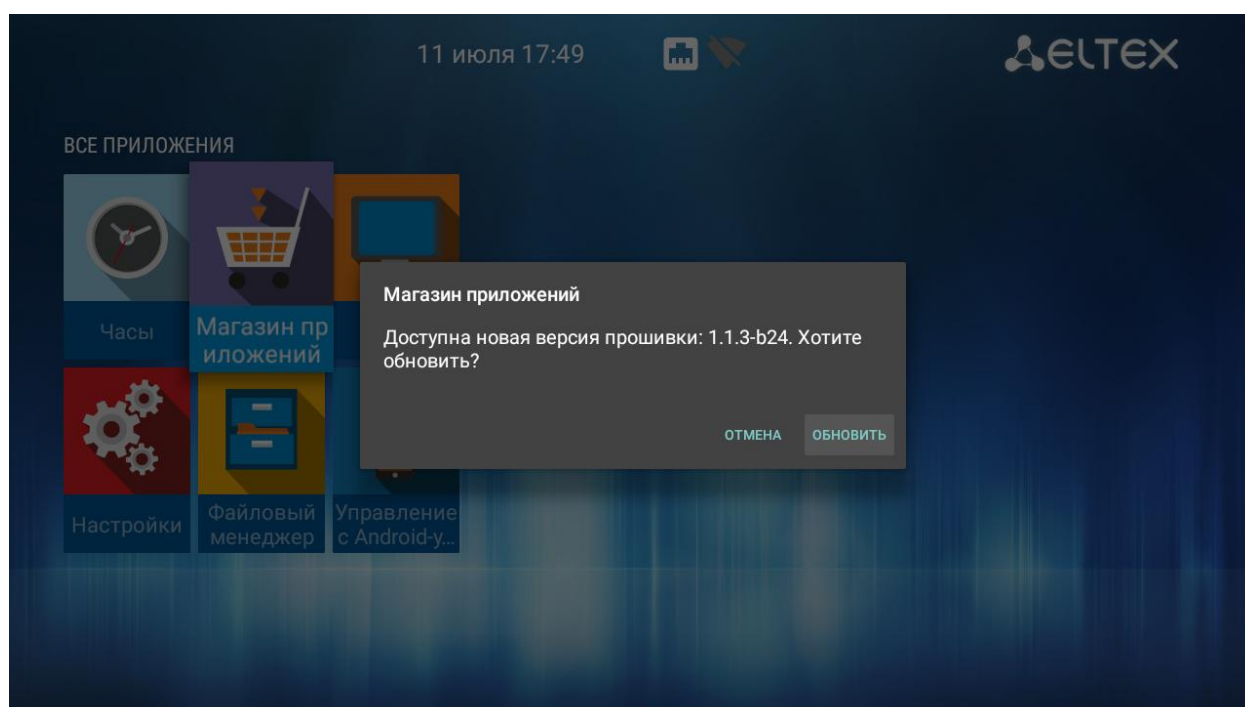 11 июля 17:49
ELTEX
ВСЕ ПРИЛОЖЕНИЯ
Часы
Магазин пр
иложений
Магазин приложений
Доступна новая версия прошивки: 1.1.3-b24. Хотите
обновить?
ОТМЕНА
ОБНОВИТЬ
Настройки
Файловый
менеджер
Управление
с Android-у...